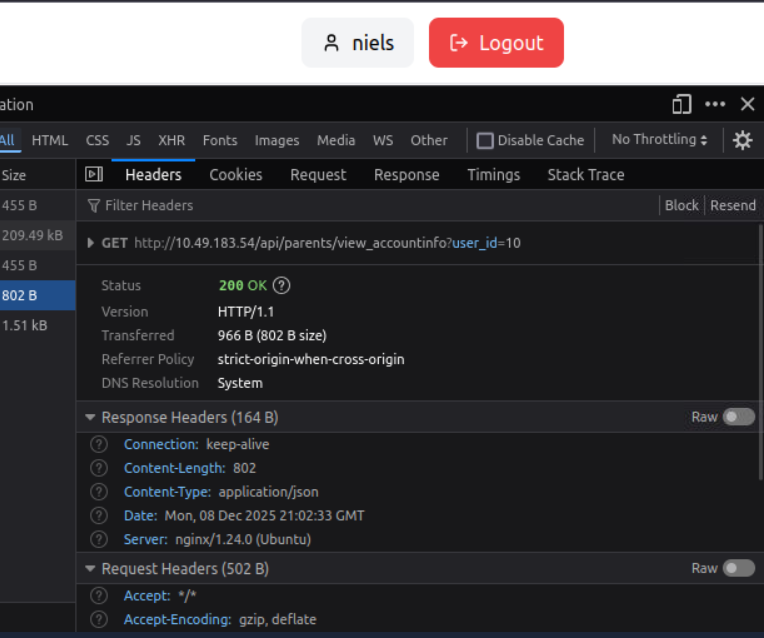 niels
Logout
ation
All HTML CSS JS XHR Fonts Images Media WS Other Disable Cache No Throttling
Size Headers Cookies Request Response Timings Stack Trace
455 B Filter Headers Block Resend
209.49 kB
GET http://10.49.183.54/api/parents/view_accountinfo?user_id=10
455 B
802 B
1.51 kB
Status 200 OK ?
Version HTTP/1.1
Transferred 966 B (802 B size)
Referrer Policy strict-origin-when-cross-origin
DNS Resolution System
Response Headers (164 B) Raw
? Connection: keep-alive
? Content-Length: 802
? Content-Type: application/json
? Date: Mon, 08 Dec 2025 21:02:33 GMT
? Server: nginx/1.24.0 (Ubuntu)
Request Headers (502 B) Raw
? Accept: */*
? Accept-Encoding: gzip, deflate